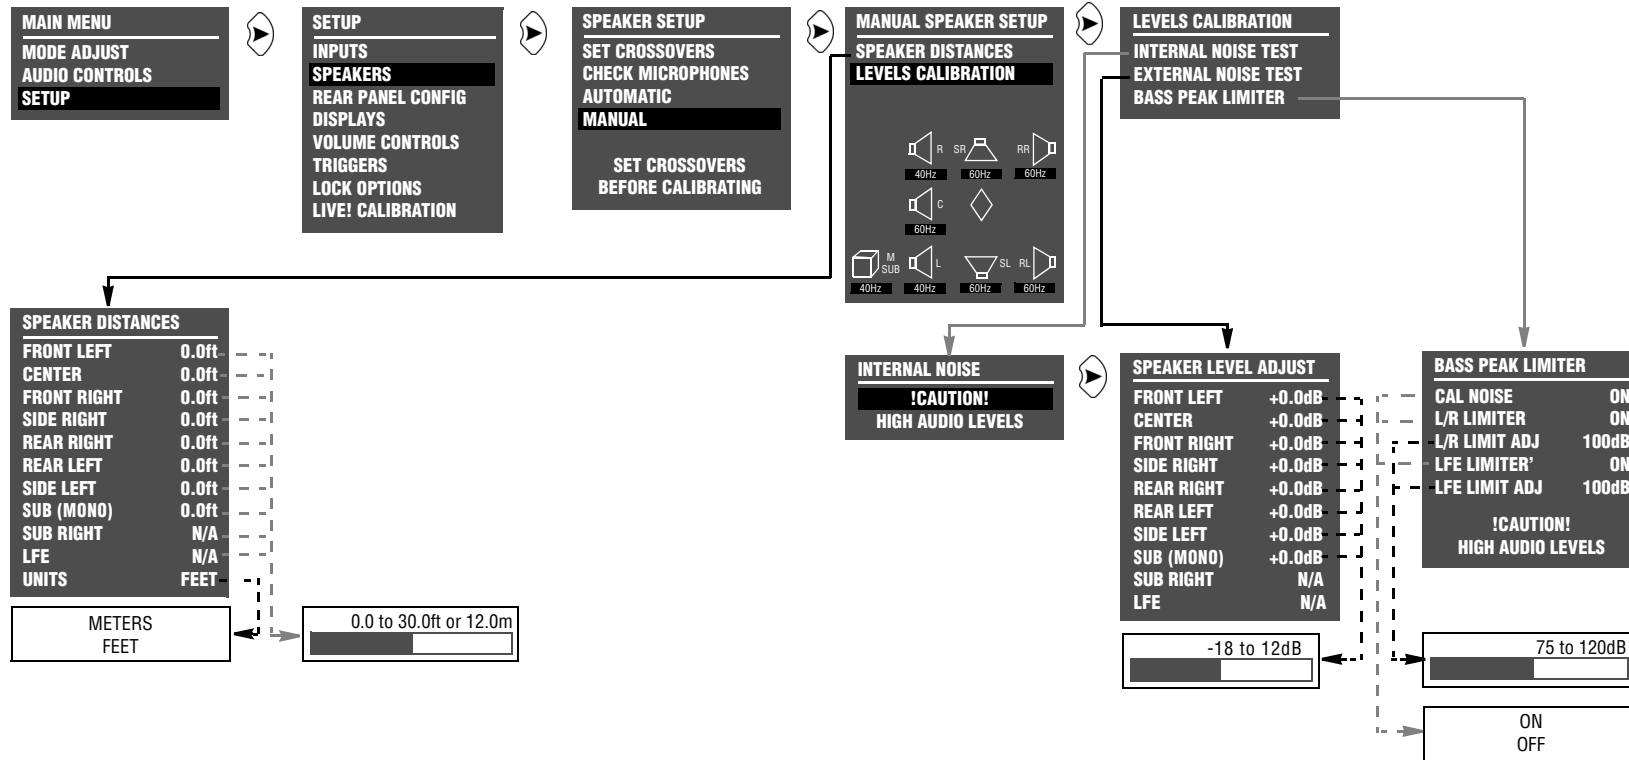 MAIN MENU
MODE ADJUST
AUDIO CONTROLS
SETUP
SETUP
INPUTS
SPEAKERS
REAR PANEL CONFIG
DISPLAYS
VOLUME CONTROLS
TRIGGERS
LOCK OPTIONS
LIVE! CALIBRATION
SPEAKER SETUP
SET CROSSOVERS
CHECK MICROPHONES
AUTOMATIC
MANUAL
SET CROSSOVERS
BEFORE CALIBRATING
MANUAL SPEAKER SETUP
SPEAKER DISTANCES
LEVELS CALIBRATION
R SR RR
40Hz 60Hz 60Hz
C
60Hz
M SUB L SL RL
40Hz 40Hz 60Hz 60Hz
LEVELS CALIBRATION
INTERNAL NOISE TEST
EXTERNAL NOISE TEST
BASS PEAK LIMITER
SPEAKER DISTANCES
FRONT LEFT 0.0ft
CENTER 0.0ft
FRONT RIGHT 0.0ft
SIDE RIGHT 0.0ft
REAR RIGHT 0.0ft
REAR LEFT 0.0ft
SIDE LEFT 0.0ft
SUB (MONO) 0.0ft
SUB RIGHT N/A
LFE N/A
UNITS FEET
METERS
FEET
0.0 to 30.0ft or 12.0m
INTERNAL NOISE
!CAUTION!
HIGH AUDIO LEVELS
SPEAKER LEVEL ADJUST
FRONT LEFT +0.0dB
CENTER +0.0dB
FRONT RIGHT +0.0dB
SIDE RIGHT +0.0dB
REAR RIGHT +0.0dB
REAR LEFT +0.0dB
SIDE LEFT +0.0dB
SUB (MONO) +0.0dB
SUB RIGHT N/A
LFE N/A
-18 to 12dB
BASS PEAK LIMITER
CAL NOISE ON
L/R LIMITER ON
L/R LIMIT ADJ 100dB
LFE LIMITER’ ON
LFE LIMIT ADJ 100dB
!CAUTION!
HIGH AUDIO LEVELS
75 to 120dB
ON
OFF